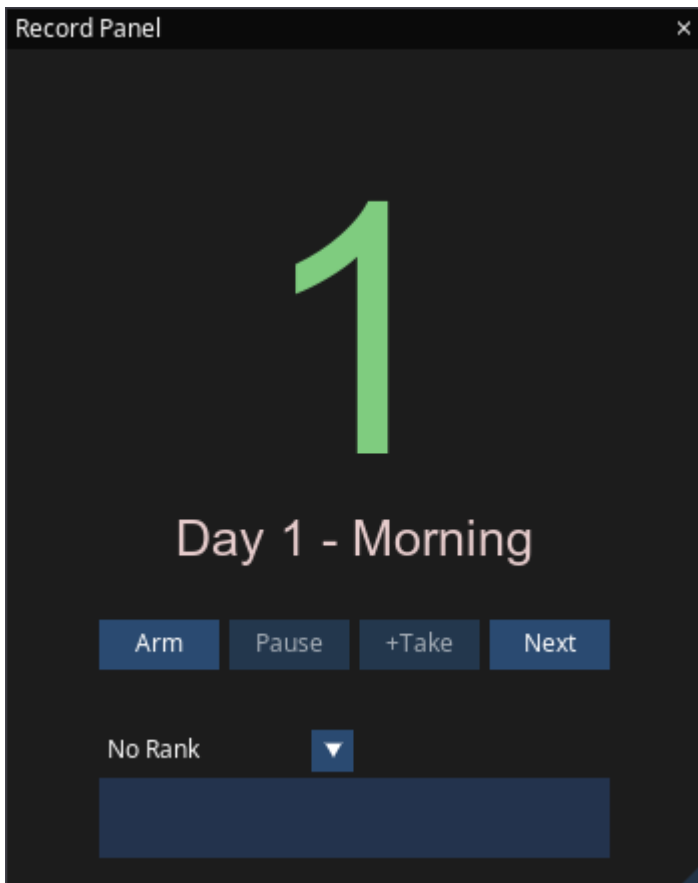 Record Panel ×
1
Day 1 - Morning
Arm Pause +Take Next
No Rank